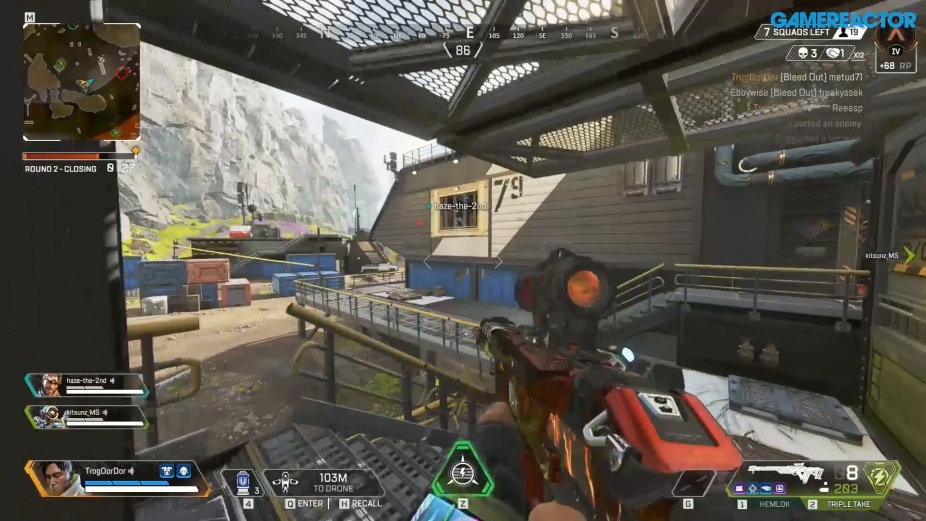 M
GAMEREACTOR
330 345 N E 105 120 SE 150 165 S
86
7 SQUADS LEFT 19
3 1 X12
IV
+68 RP
TrogDorDor [Bleed Out] metud71
Ebbywise [Bleed Out] freakyssek
Reeasp
ported an enemy
ROUND 2 - CLOSING
79
haze-the-2nd
kitsunz_MS
haze-the-2nd
kitsunz_MS
TrogDorDor
3
4
103M
TO DRONE
Q ENTER | H RECALL
Z
G
8
203
1 HEMLOK 2 TRIPLE TAKE